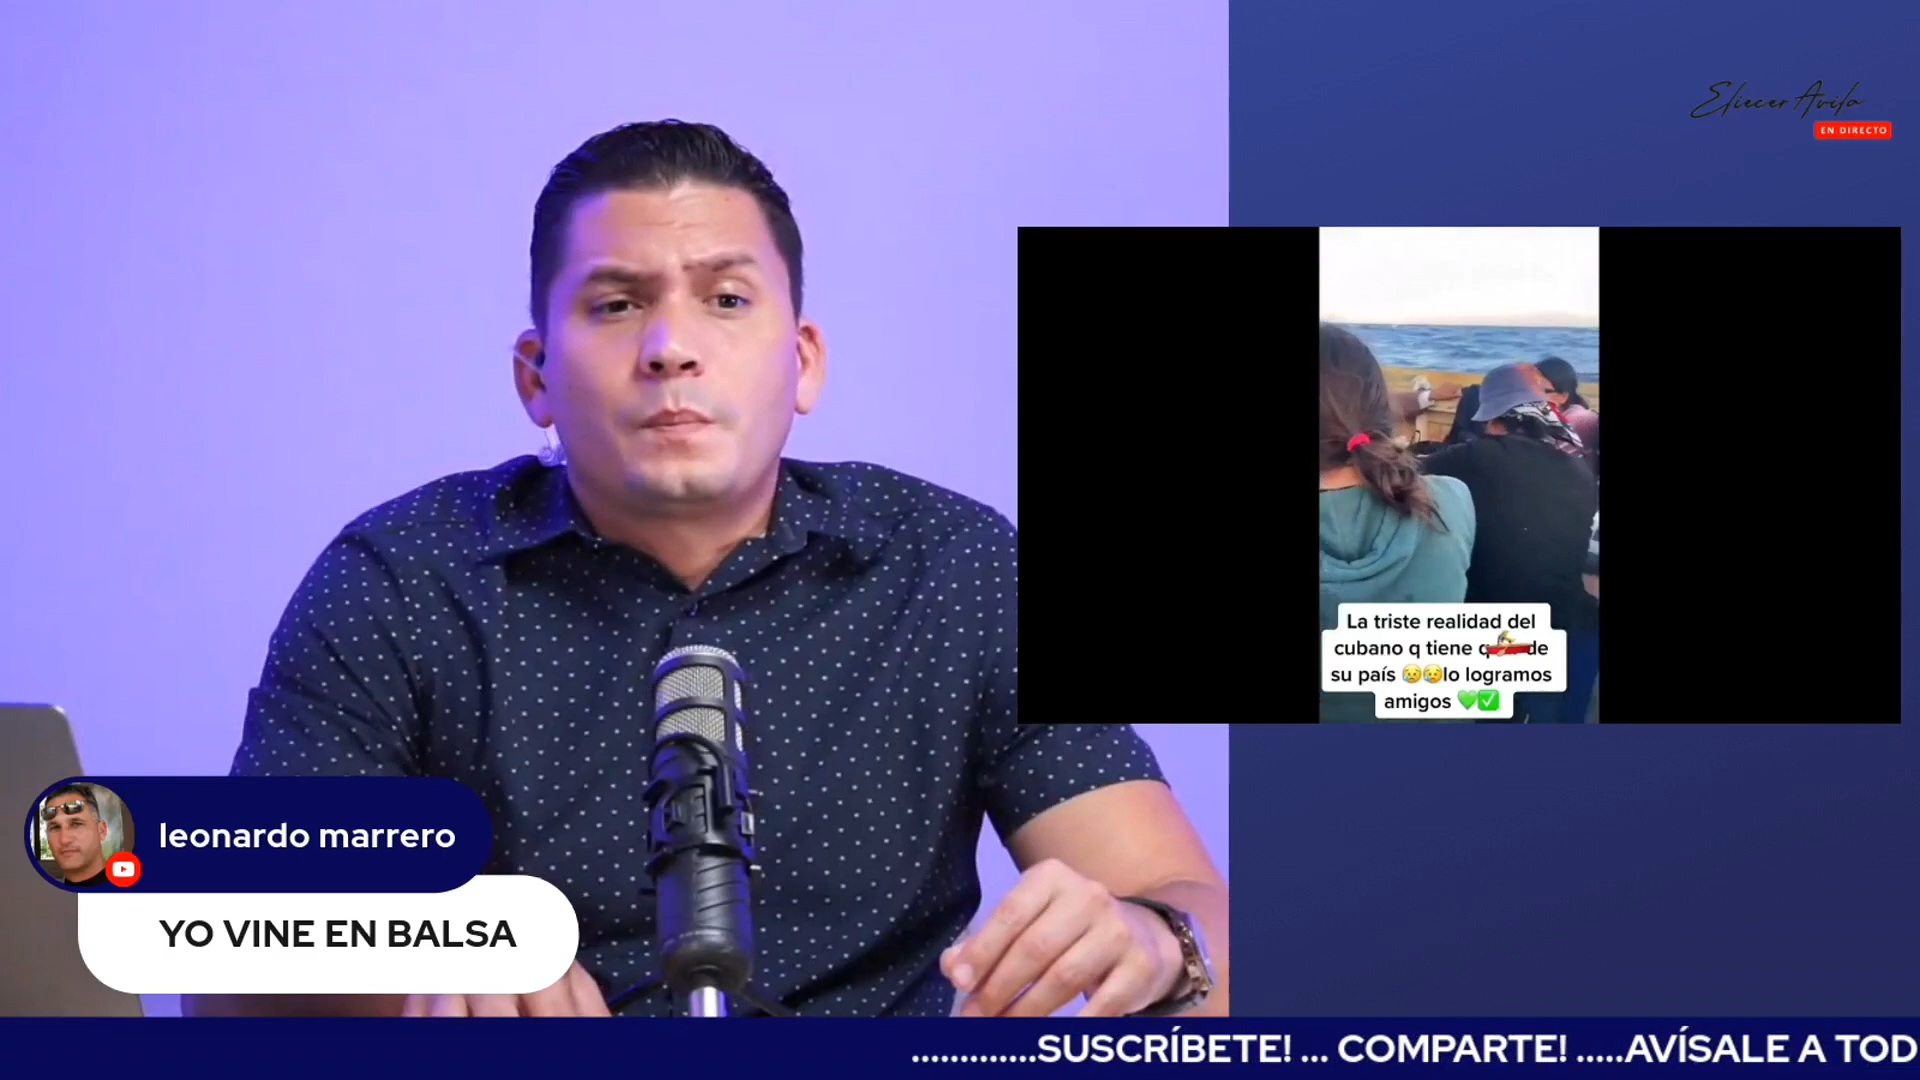 Eliecer Avila
EN DIRECTO
La triste realidad del
cubano q tiene de
su país 😢😢lo logramos
amigos 💚✅
leonardo marrero
YO VINE EN BALSA
.............SUSCRÍBETE! ... COMPARTE! .....AVÍSALE A TOD